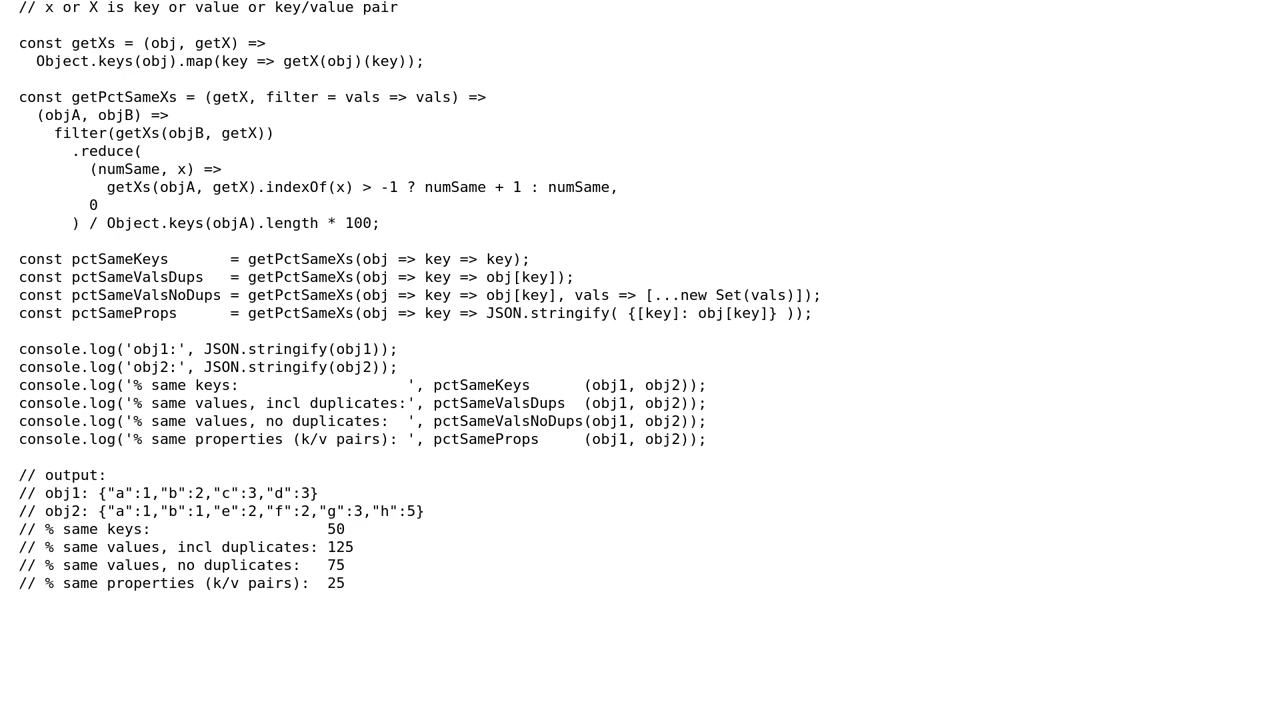 // x or X is key or value or key/value pair

const getXs = (obj, getX) =>
  Object.keys(obj).map(key => getX(obj)(key));

const getPctSameXs = (getX, filter = vals => vals) =>
  (objA, objB) =>
    filter(getXs(objB, getX))
      .reduce(
        (numSame, x) =>
          getXs(objA, getX).indexOf(x) > -1 ? numSame + 1 : numSame,
        0
      ) / Object.keys(objA).length * 100;

const pctSameKeys       = getPctSameXs(obj => key => key);
const pctSameValsDups   = getPctSameXs(obj => key => obj[key]);
const pctSameValsNoDups = getPctSameXs(obj => key => obj[key], vals => [...new Set(vals)]);
const pctSameProps      = getPctSameXs(obj => key => JSON.stringify( {[key]: obj[key]} ));

console.log('obj1:', JSON.stringify(obj1));
console.log('obj2:', JSON.stringify(obj2));
console.log('% same keys:                   ', pctSameKeys      (obj1, obj2));
console.log('% same values, incl duplicates:', pctSameValsDups  (obj1, obj2));
console.log('% same values, no duplicates:  ', pctSameValsNoDups(obj1, obj2));
console.log('% same properties (k/v pairs): ', pctSameProps     (obj1, obj2));

// output:
// obj1: {"a":1,"b":2,"c":3,"d":3}
// obj2: {"a":1,"b":1,"e":2,"f":2,"g":3,"h":5}
// % same keys:                    50
// % same values, incl duplicates: 125
// % same values, no duplicates:   75
// % same properties (k/v pairs):  25